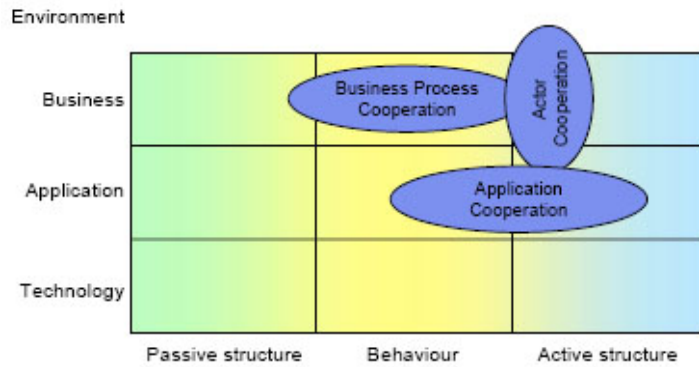 Environment
Business
Business Process
Cooperation
Actor
Cooperation
Application
Application
Cooperation
Technology
Passive structure
Behaviour
Active structure